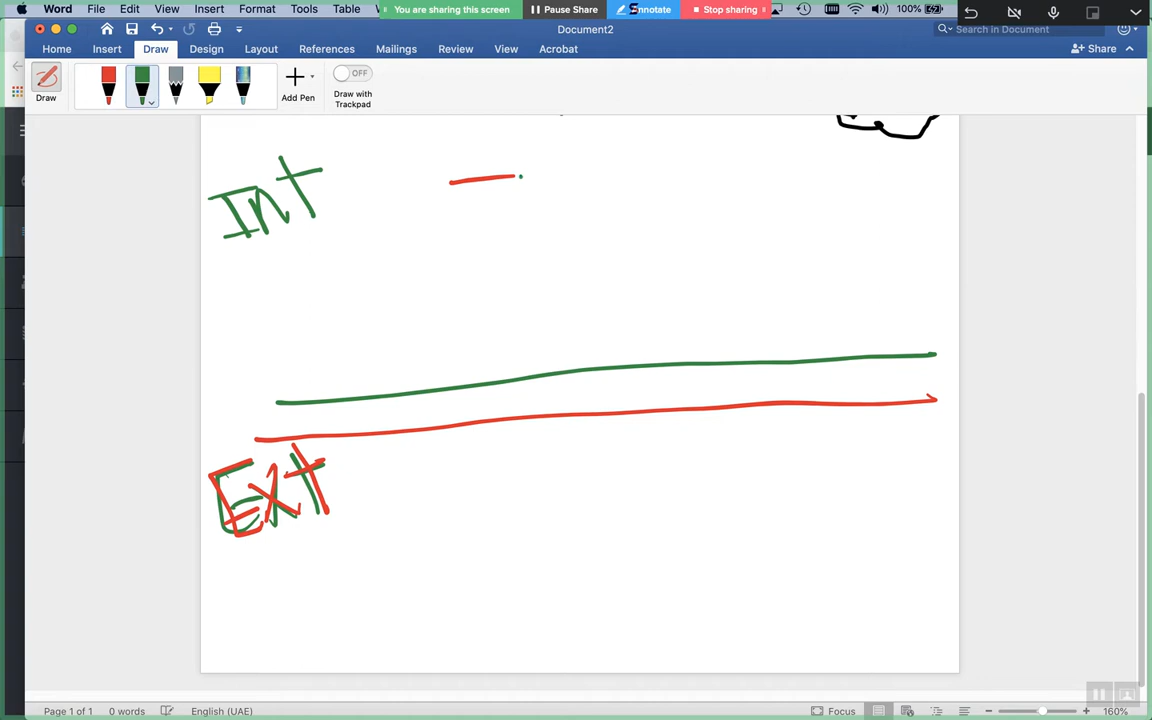 Word File Edit View Insert Format Tools Table
You are sharing this screen Pause Share Annotate Stop sharing
100%
Document2
Search in Document
Home Insert Draw Design Layout References Mailings Review View Acrobat
Share
OFF
Draw
Add Pen
Draw with
Trackpad
Int
Ext
Page 1 of 1 0 words English (UAE)
Focus
160%